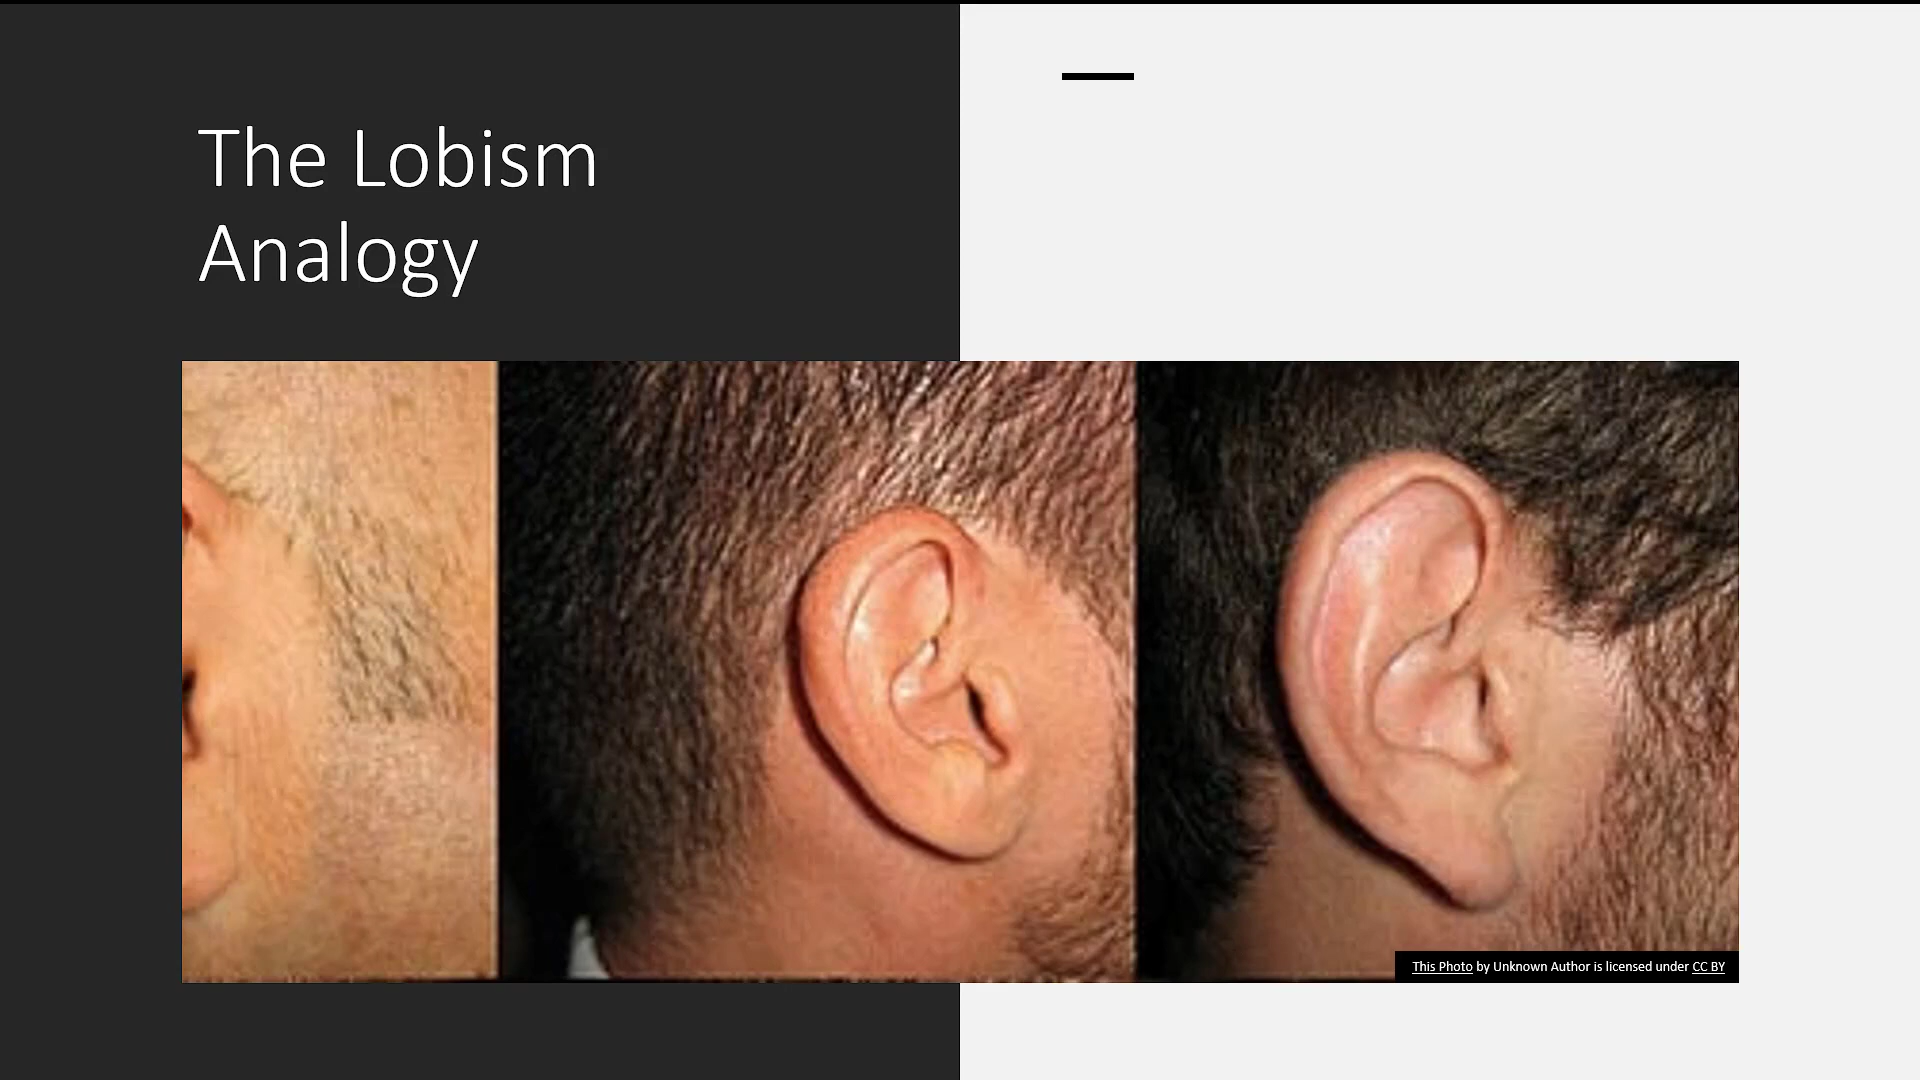 The Lobism
Analogy
This Photo by Unknown Author is licensed under CC BY